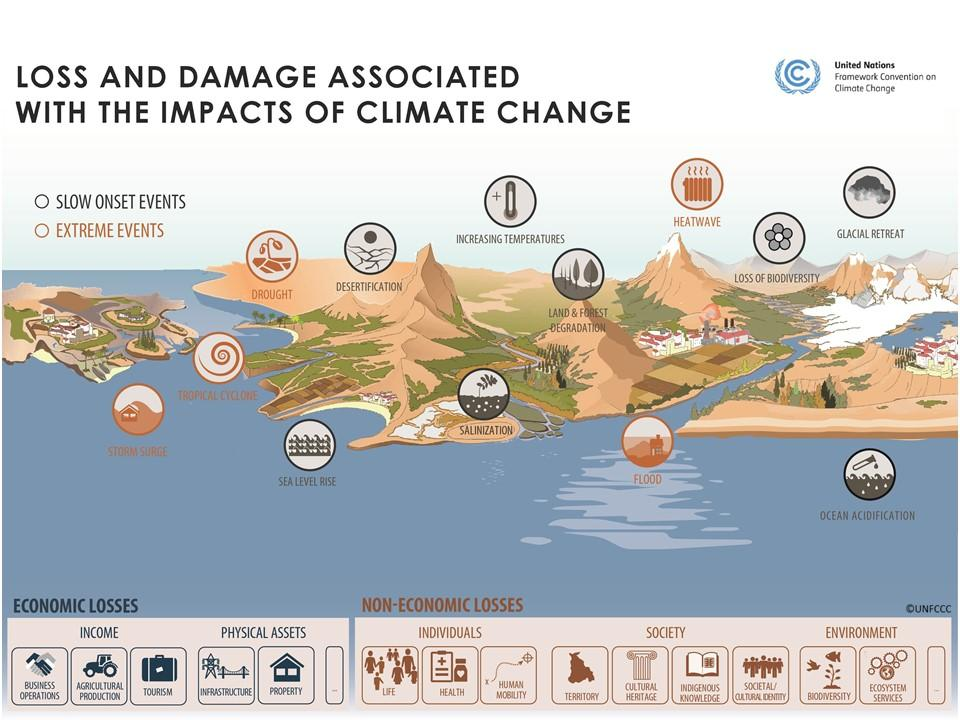 LOSS AND DAMAGE ASSOCIATED
WITH THE IMPACTS OF CLIMATE CHANGE
United Nations
Framework Convention on
Climate Change
SLOW ONSET EVENTS
EXTREME EVENTS
HEATWAVE
GLACIAL RETREAT
INCREASING TEMPERATURES
LOSS OF BIODIVERSITY
DROUGHT
DESERTIFICATION
LAND & FOREST
DEGRADATION
TROPICAL CYCLONE
STORM SURGE
SALINIZATION
SEA LEVEL RISE
FLOOD
OCEAN ACIDIFICATION
ECONOMIC LOSSES
NON-ECONOMIC LOSSES
©UNFCCC
INCOME
PHYSICAL ASSETS
INDIVIDUALS
SOCIETY
ENVIRONMENT
BUSINESS
OPERATIONS
AGRICULTURAL
PRODUCTION
TOURISM
INFRASTRUCTURE
PROPERTY
...
LIFE
HEALTH
X
HUMAN
MOBILITY
TERRITORY
CULTURAL
HERITAGE
INDIGENOUS
KNOWLEDGE
SOCIETAL/
CULTURAL IDENTITY
BIODIVERSITY
ECOSYSTEM
SERVICES
...